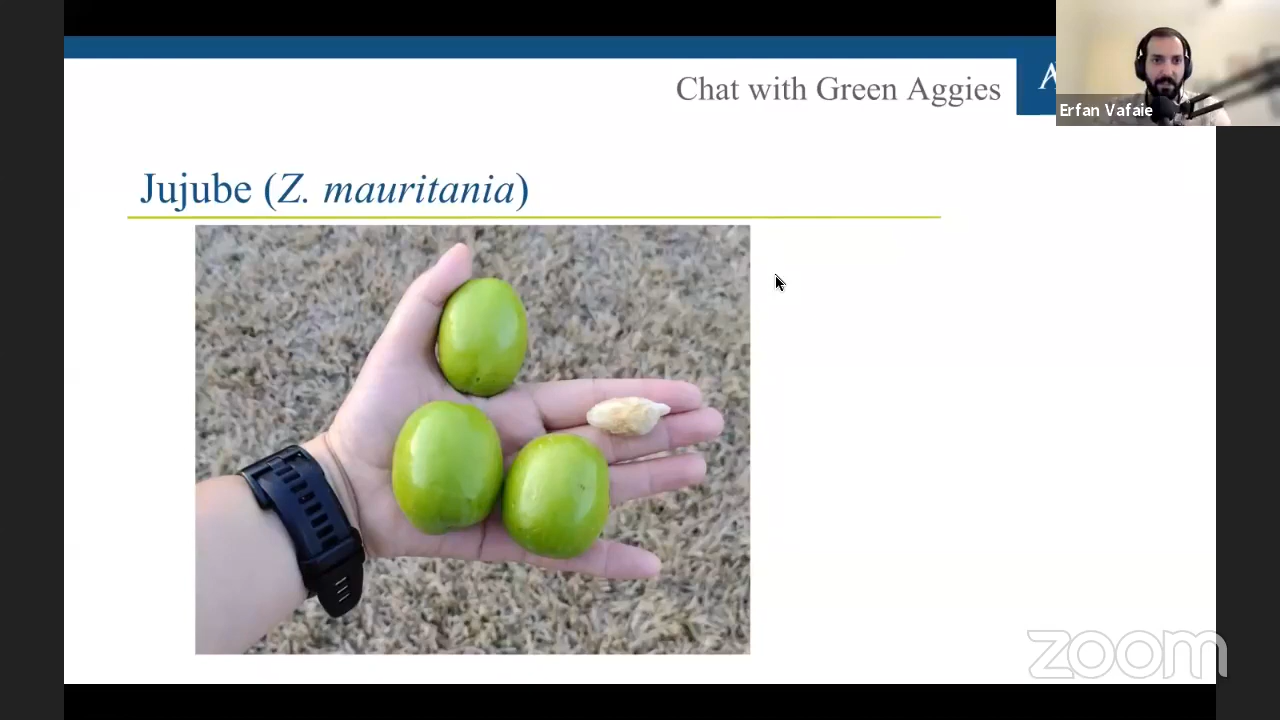 Chat with Green Aggies
A
Erfan Vafaie
Jujube (Z. mauritania)
zoom